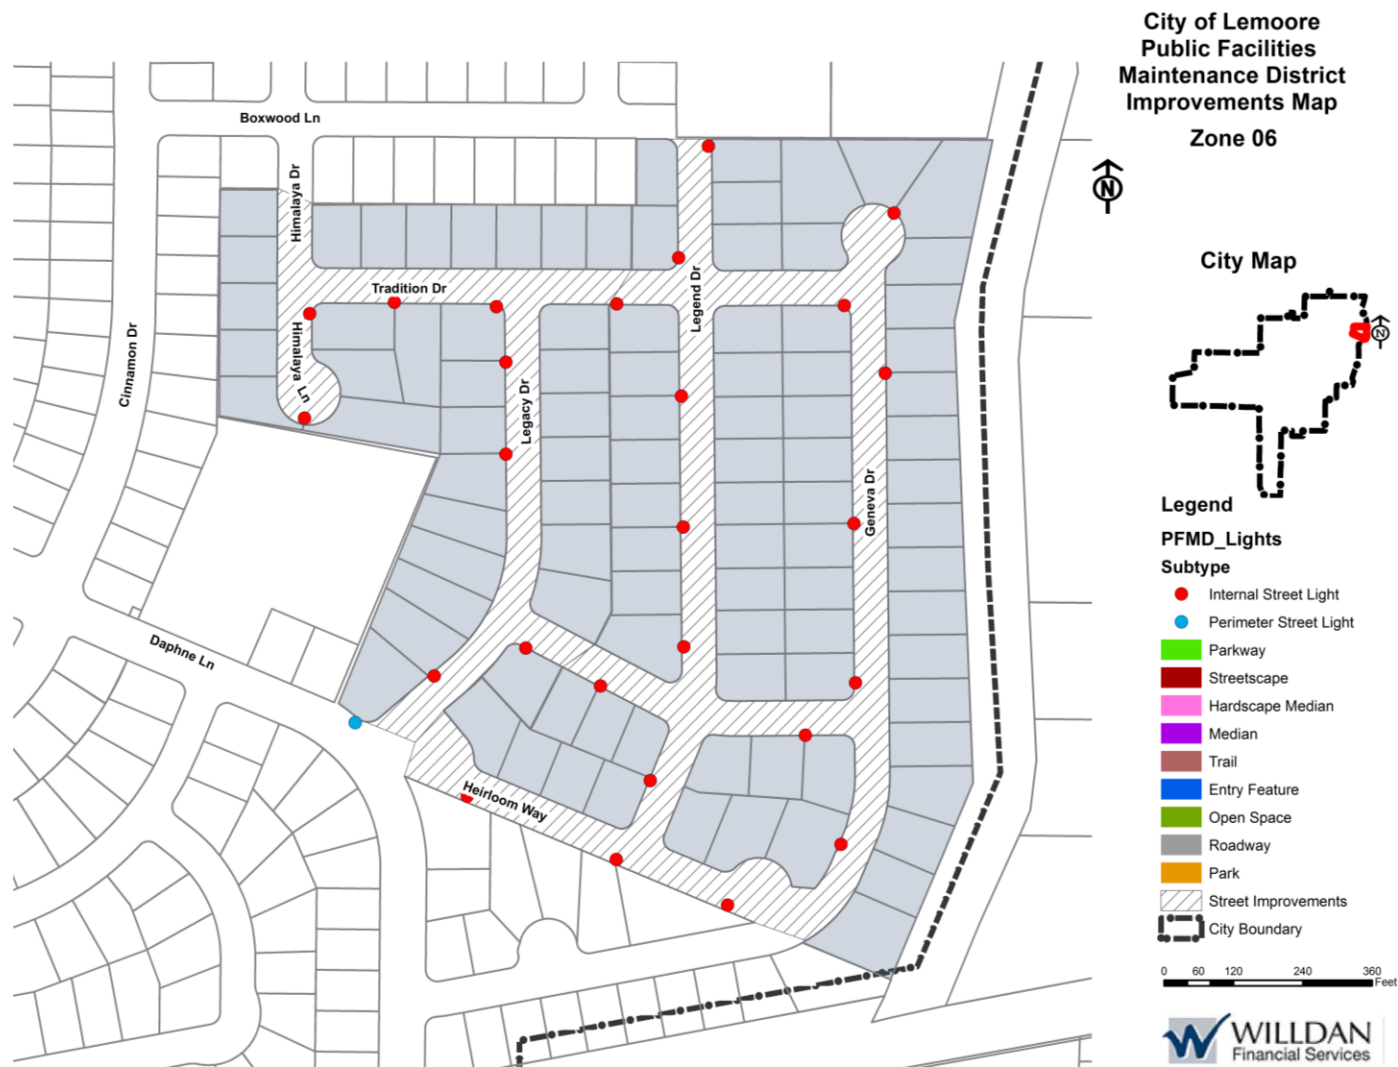 City of Lemoore
Public Facilities
Maintenance District
Improvements Map
Zone 06
N
City Map
N
Boxwood Ln
Himalaya Dr
Tradition Dr
Legend Dr
Himalaya Ln
Cinnamon Dr
Legacy Dr
Geneva Dr
Daphne Ln
Heirloom Way
Legend
PFMD_Lights
Subtype
Internal Street Light
Perimeter Street Light
Parkway
Streetscape
Hardscape Median
Median
Trail
Entry Feature
Open Space
Roadway
Park
Street Improvements
City Boundary
0 60 120 240 360
Feet
W WILLDAN
Financial Services